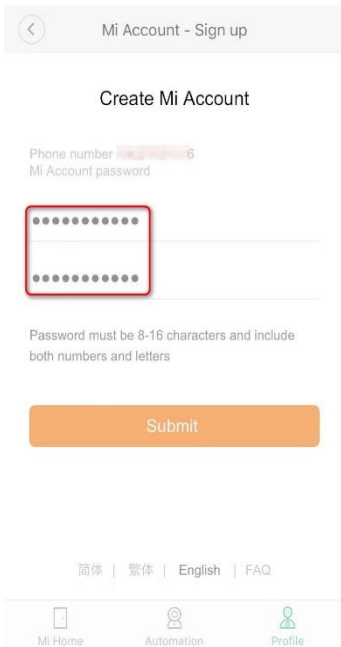 Mi Account - Sign up
Create Mi Account
Phone number 6
Mi Account password
●●●●●●●●●●●
●●●●●●●●●●●
Password must be 8-16 characters and include
both numbers and letters
Submit
简体 | 繁体 | English | FAQ
Mi Home Automation Profile